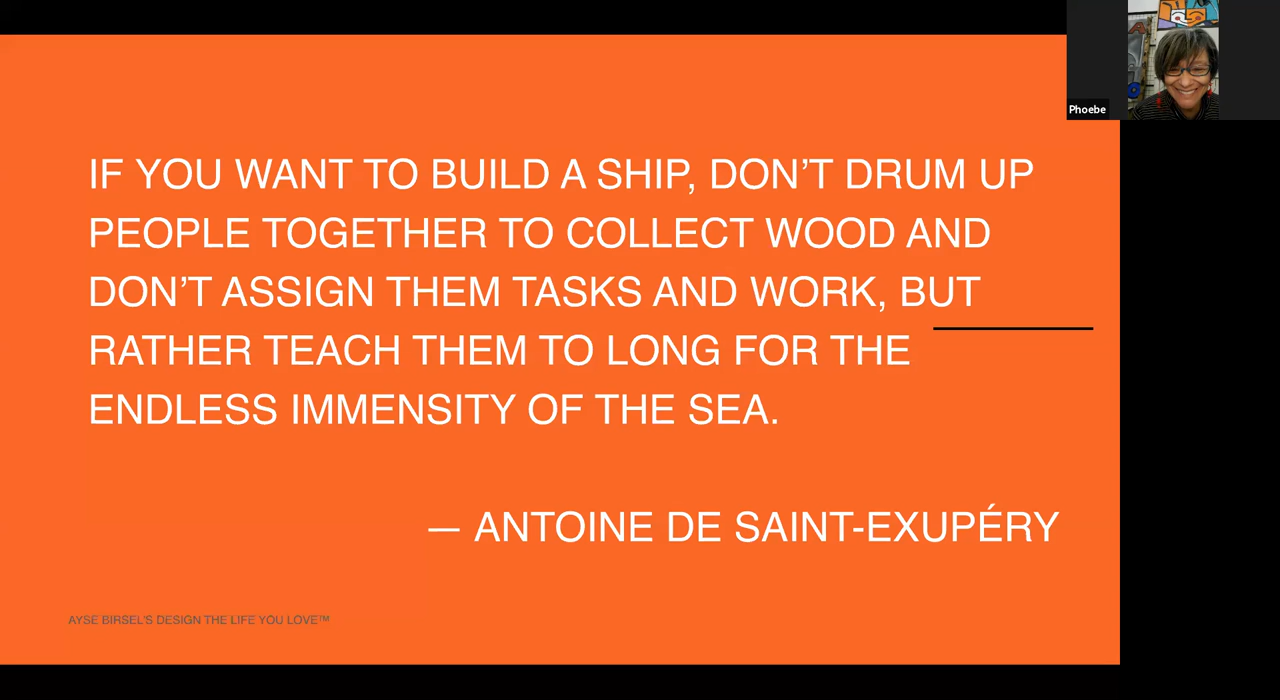 Phoebe
IF YOU WANT TO BUILD A SHIP, DON’T DRUM UP
PEOPLE TOGETHER TO COLLECT WOOD AND
DON’T ASSIGN THEM TASKS AND WORK, BUT
RATHER TEACH THEM TO LONG FOR THE
ENDLESS IMMENSITY OF THE SEA.
— ANTOINE DE SAINT-EXUPÉRY
AYSE BIRSEL'S DESIGN THE LIFE YOU LOVE™